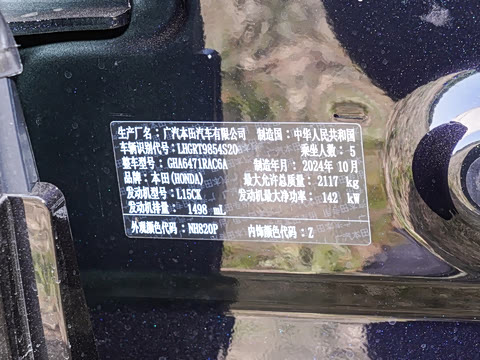 生产厂名：广汽本田汽车有限公司 制造国：中华人民共和国
车辆识别代号：LHGRT9854S20 乘坐人数：5
整车型号：GHA6471RAC6A 制造年月：2024年10月
品牌：本田(HONDA) 最大允许总质量：2117 kg
发动机型号：L15CK 发动机最大净功率：142 kW
发动机排量：1498 mL
外观颜色代码：NH820P 内饰颜色代码：Z